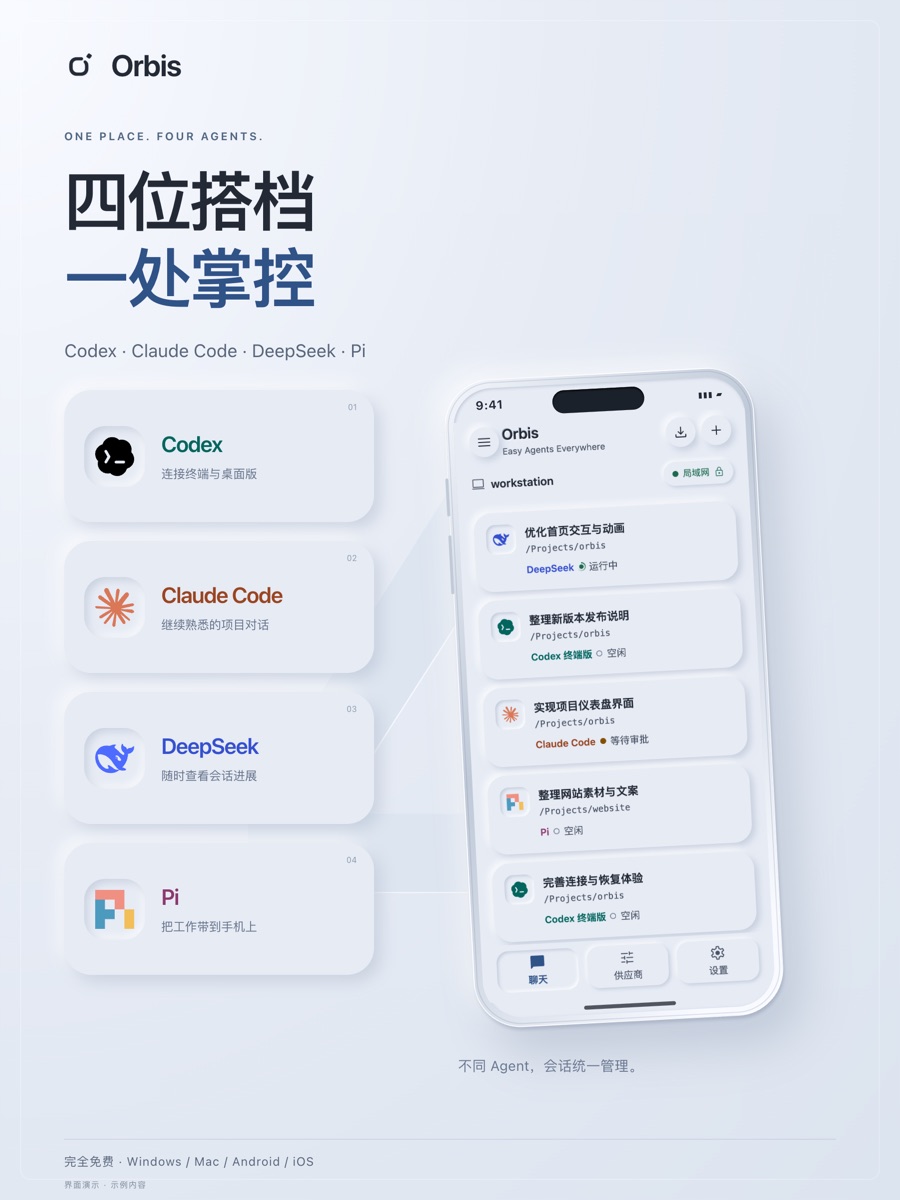 Orbis
ONE PLACE. FOUR AGENTS.
四位搭档
一处掌控
Codex · Claude Code · DeepSeek · Pi
01
Codex
连接终端与桌面版
02
Claude Code
继续熟悉的项目对话
03
DeepSeek
随时查看会话进展
04
Pi
把工作带到手机上
9:41
Orbis
Easy Agents Everywhere
workstation
局域网
优化首页交互与动画
/Projects/orbis
DeepSeek 运行中
整理新版本发布说明
/Projects/orbis
Codex 终端版 空闲
实现项目仪表盘界面
/Projects/orbis
Claude Code 等待审批
整理网站素材与文案
/Projects/website
Pi 空闲
完善连接与恢复体验
/Projects/orbis
Codex 终端版 空闲
聊天
供应商
设置
不同 Agent，会话统一管理。
完全免费 · Windows / Mac / Android / iOS
界面演示 · 示例内容